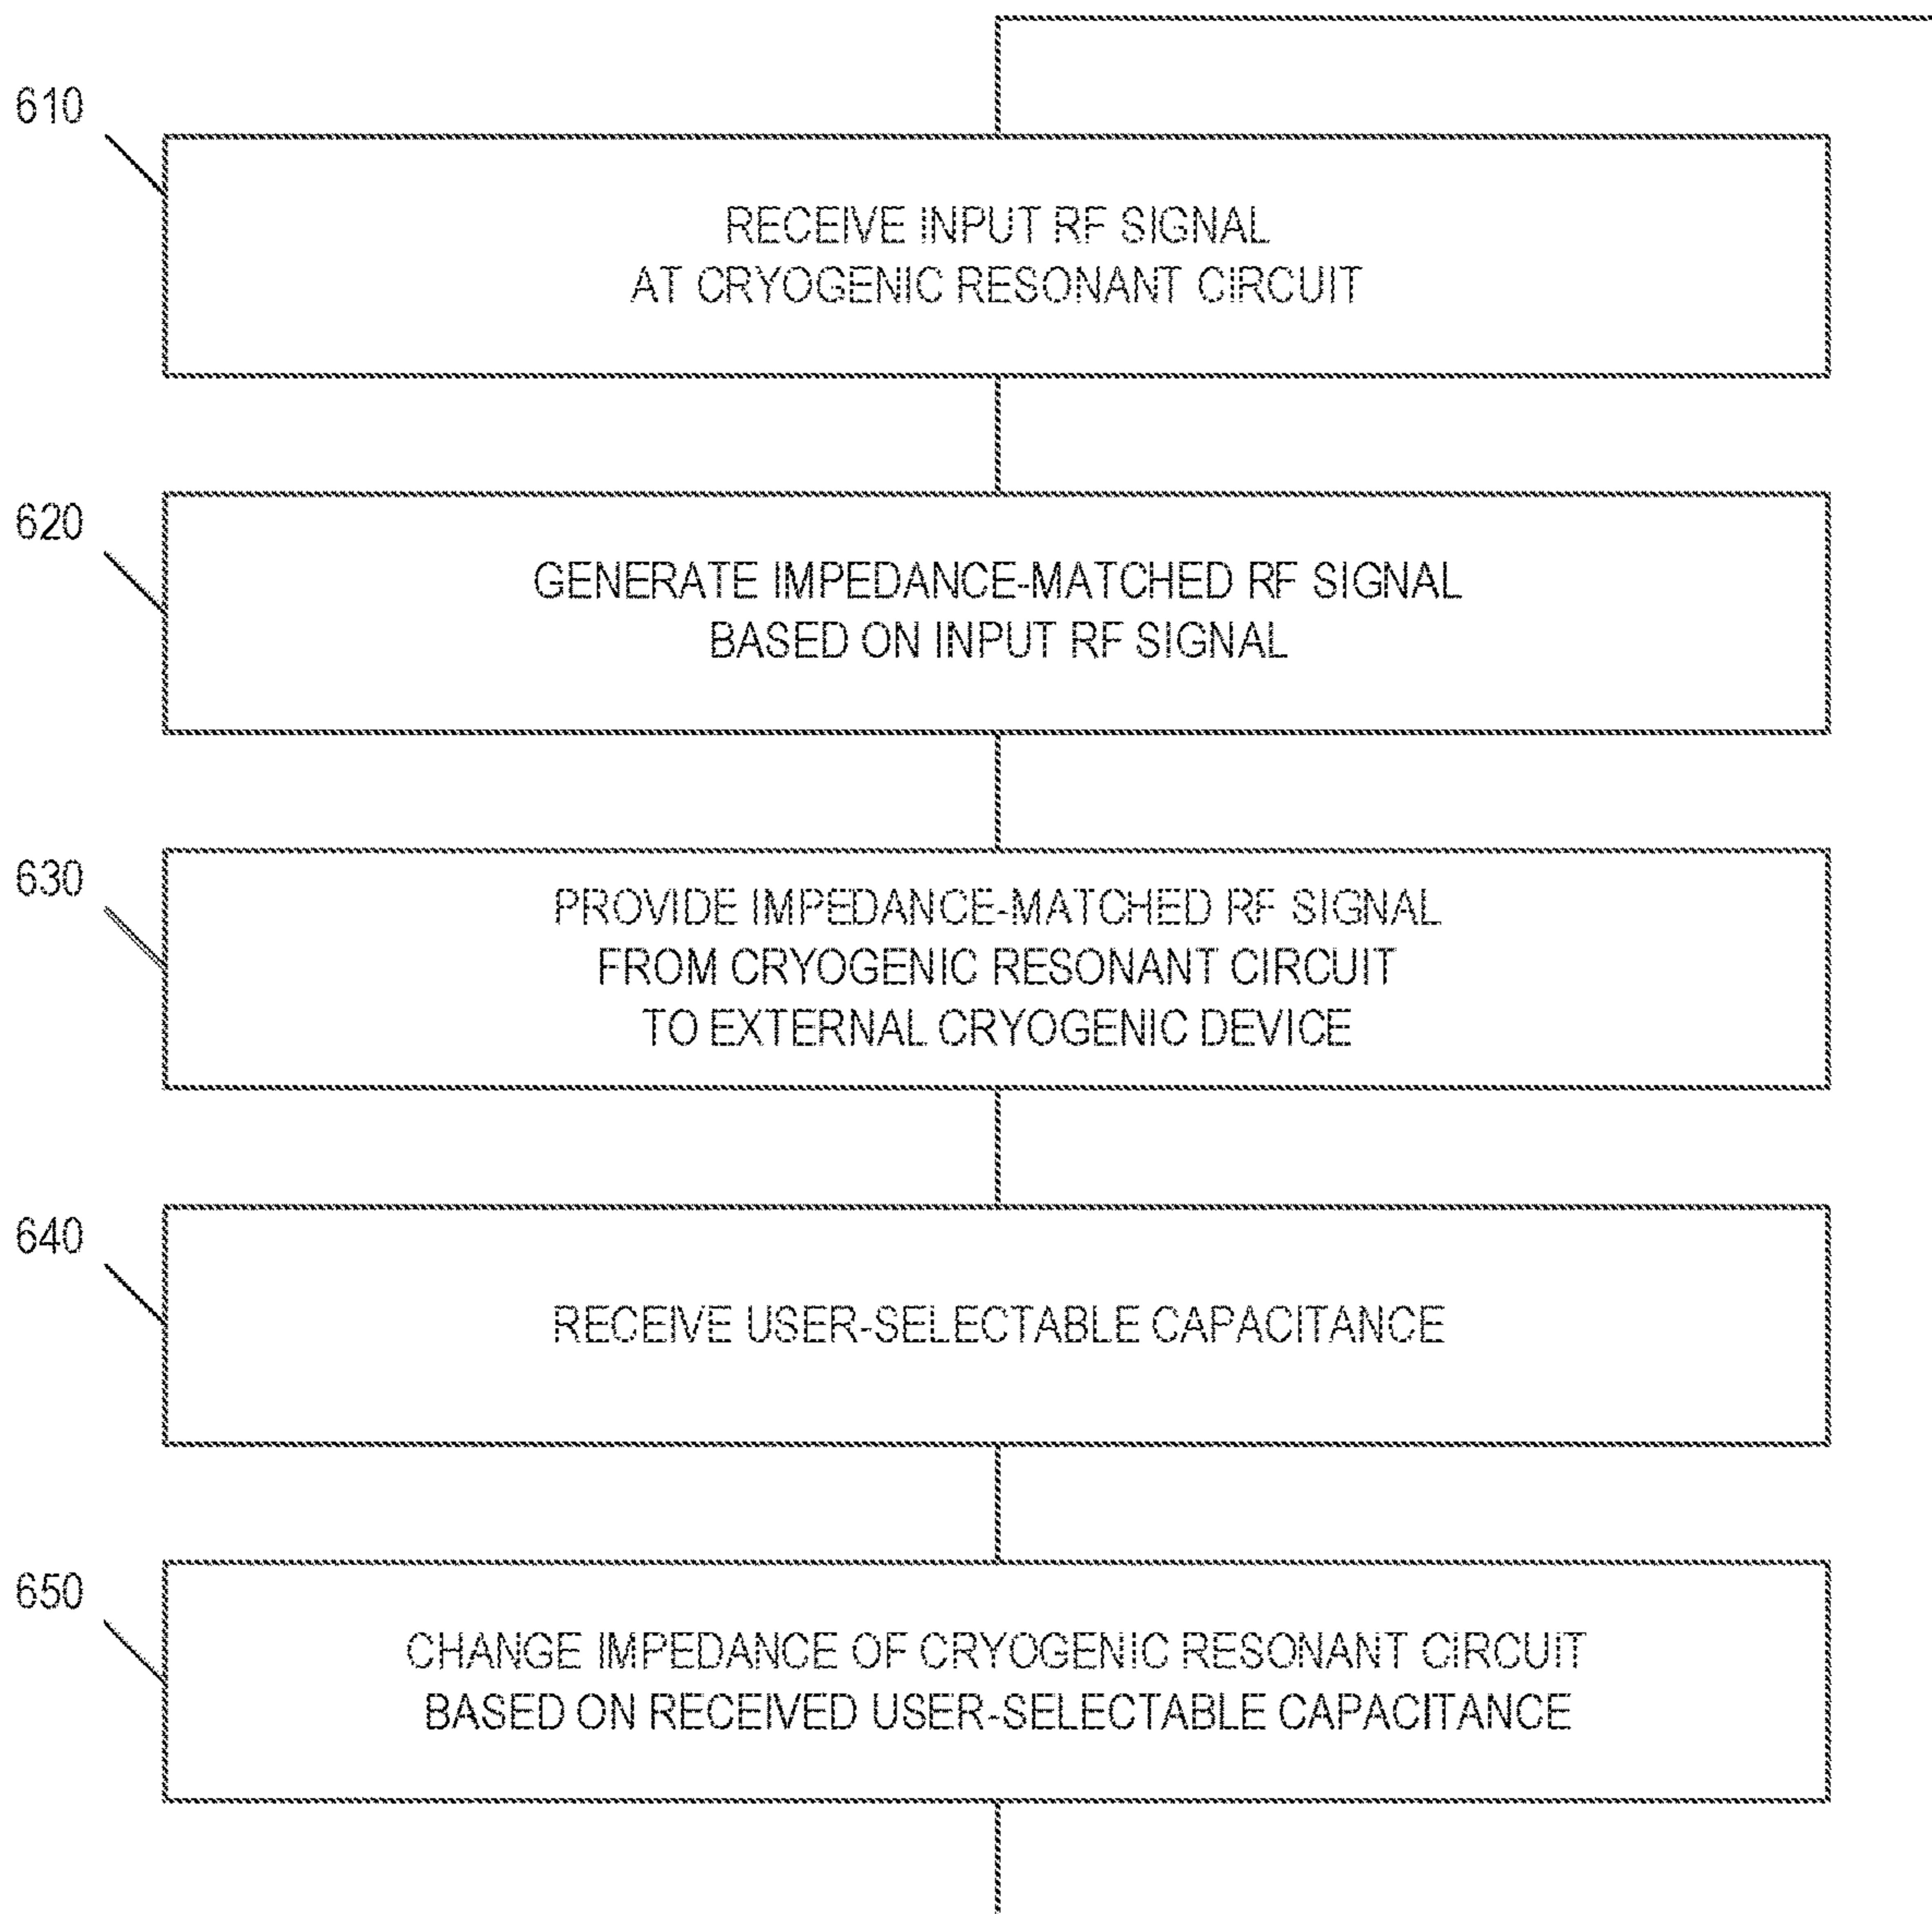 610
RECEIVE INPUT RF SIGNAL
AT CRYOGENIC RESONANT CIRCUIT
620
GENERATE IMPEDANCE-MATCHED RF SIGNAL
BASED ON INPUT RF SIGNAL
630
PROVIDE IMPEDANCE-MATCHED RF SIGNAL
FROM CRYOGENIC RESONANT CIRCUIT
TO EXTERNAL CRYOGENIC DEVICE
640
RECEIVE USER-SELECTABLE CAPACITANCE
650
CHANGE IMPEDANCE OF CRYOGENIC RESONANT CIRCUIT
BASED ON RECEIVED USER-SELECTABLE CAPACITANCE